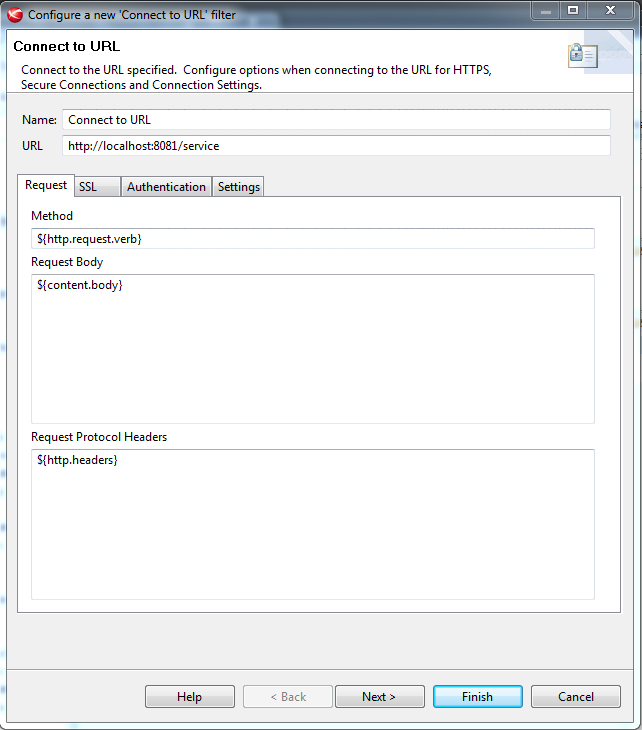 Configure a new 'Connect to URL' filter
Connect to URL
Connect to the URL specified.  Configure options when connecting to the URL for HTTPS,
Secure Connections and Connection Settings.
Name: Connect to URL
URL http://localhost:8081/service
Request SSL Authentication Settings
Method
${http.request.verb}
Request Body
${content.body}
Request Protocol Headers
${http.headers}
Help < Back Next > Finish Cancel